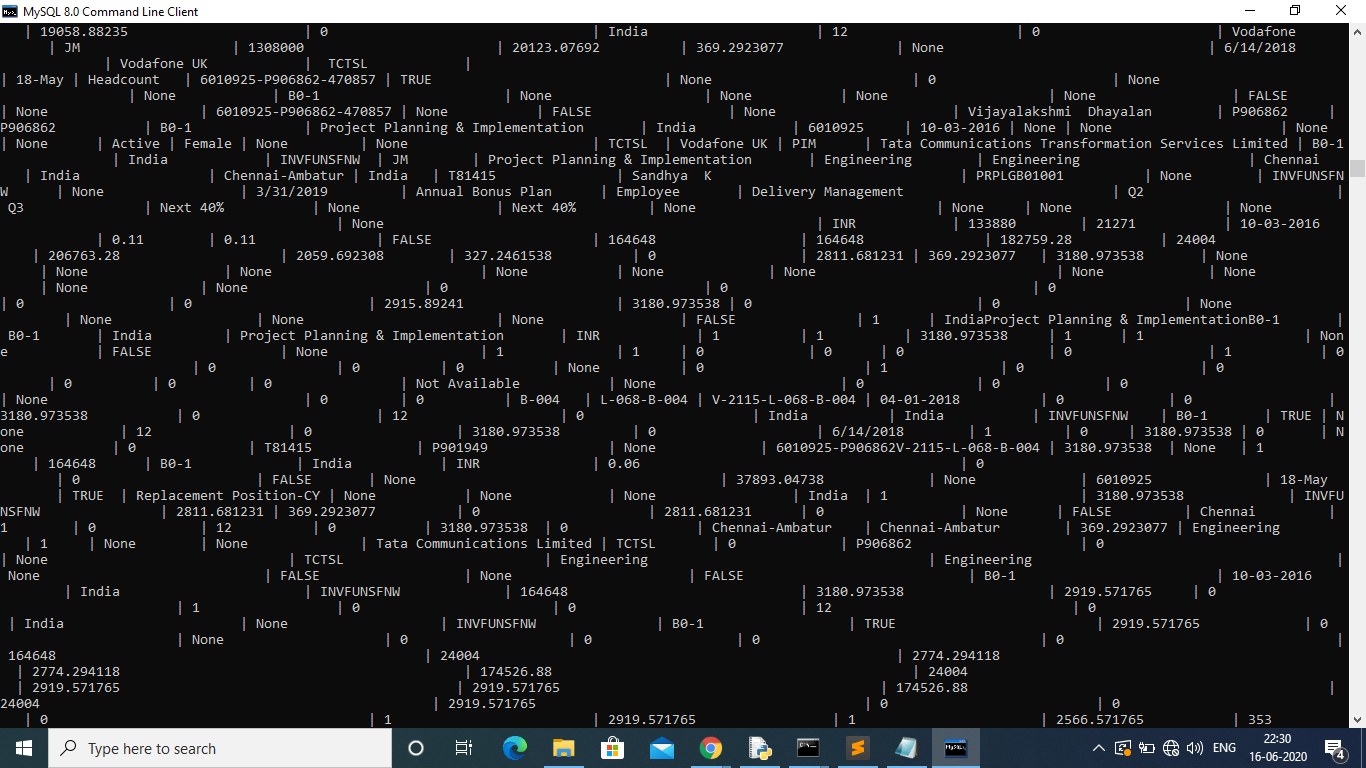 MySQL 8.0 Command Line Client
| 19058.88235 | 0 | India | 12 | 0 | Vodafone
| JM | 1308000 | 20123.07692 | 369.2923077 | None | 6/14/2018
| Vodafone UK | TCTSL |
| 18-May | Headcount | 6010925-P906862-470857 | TRUE | None | 0 | None
| None | B0-1 | None | None | None | None | FALSE
| None | 6010925-P906862-470857 | None | FALSE | None | Vijayalakshmi Dhayalan | P906862 |
P906862 | B0-1 | Project Planning & Implementation | India | 6010925 | 10-03-2016 | None | None | None
| None | Active | Female | None | None | TCTSL | Vodafone UK | PIM | Tata Communications Transformation Services Limited | B0-1
| India | INVFUNSFNW | JM | Project Planning & Implementation | Engineering | Engineering | Chennai
| India | Chennai-Ambatur | India | T81415 | Sandhya K | PRPLGB01001 | None | INVFUNSFN
W | None | 3/31/2019 | Annual Bonus Plan | Employee | Delivery Management | Q2 |
Q3 | Next 40% | None | Next 40% | None | None | None | None
| None | INR | 133880 | 21271 | 10-03-2016
| 0.11 | 0.11 | FALSE | 164648 | 164648 | 182759.28 | 24004
| 206763.28 | 2059.692308 | 327.2461538 | 0 | 2811.681231 | 369.2923077 | 3180.973538 | None
| None | None | None | None | None | None | None
| None | None | 0 | 0
| 0 | 0 | 2915.89241 | 3180.973538 | 0 | 0 | None
| None | None | None | FALSE | 1 | IndiaProject Planning & ImplementationB0-1 |
B0-1 | India | Project Planning & Implementation | INR | 1 | 1 | 3180.973538 | 1 | 1 | Non
e | FALSE | None | 1 | 1 | 0 | 0 | 0 | 0 | 1 | 0
| 0 | 0 | 0 | None | 0 | 1 | 0 | 0
| 0 | 0 | 0 | Not Available | None | 0 | 0 | 0
| None | 0 | 0 | B-004 | L-068-B-004 | V-2115-L-068-B-004 | 04-01-2018 | 0 | 0 |
3180.973538 | 0 | 12 | 0 | India | India | INVFUNSFNW | B0-1 | TRUE | N
one | 12 | 0 | 3180.973538 | 0 | 6/14/2018 | 1 | 0 | 3180.973538 | 0 | N
one | 0 | T81415 | P901949 | None | 6010925-P906862V-2115-L-068-B-004 | 3180.973538 | None | 1
| 164648 | B0-1 | India | INR | 0.06 | 0
| 0 | FALSE | None | 37893.04738 | None | 6010925 | 18-May
| TRUE | Replacement Position-CY | None | None | None | India | 1 | 3180.973538 | INVFU
NSFNW | 2811.681231 | 369.2923077 | 0 | 2811.681231 | 0 | None | FALSE | Chennai |
1 | 0 | 12 | 0 | 3180.973538 | 0 | Chennai-Ambatur | Chennai-Ambatur | 369.2923077 | Engineering
| 1 | None | None | Tata Communications Limited | TCTSL | 0 | P906862 | 0
| None | TCTSL | Engineering | Engineering |
None | FALSE | None | FALSE | B0-1 | 10-03-2016
| India | INVFUNSFNW | 164648 | 3180.973538 | 2919.571765 | 0
| 1 | 0 | 0 | 12 | 0
| India | None | INVFUNSFNW | B0-1 | TRUE | 2919.571765 | 0
| None | 0 | 0 | 0 | 0 |
164648 | 24004 | 2774.294118
| 2774.294118 | 174526.88 | 24004
| 2919.571765 | 2919.571765 | 174526.88 |
24004 | 2919.571765 | 0 | 0
| 0 | 1 | 2919.571765 | 1 | 2566.571765 | 353
Type here to search
ENG
22:30
16-06-2020
4